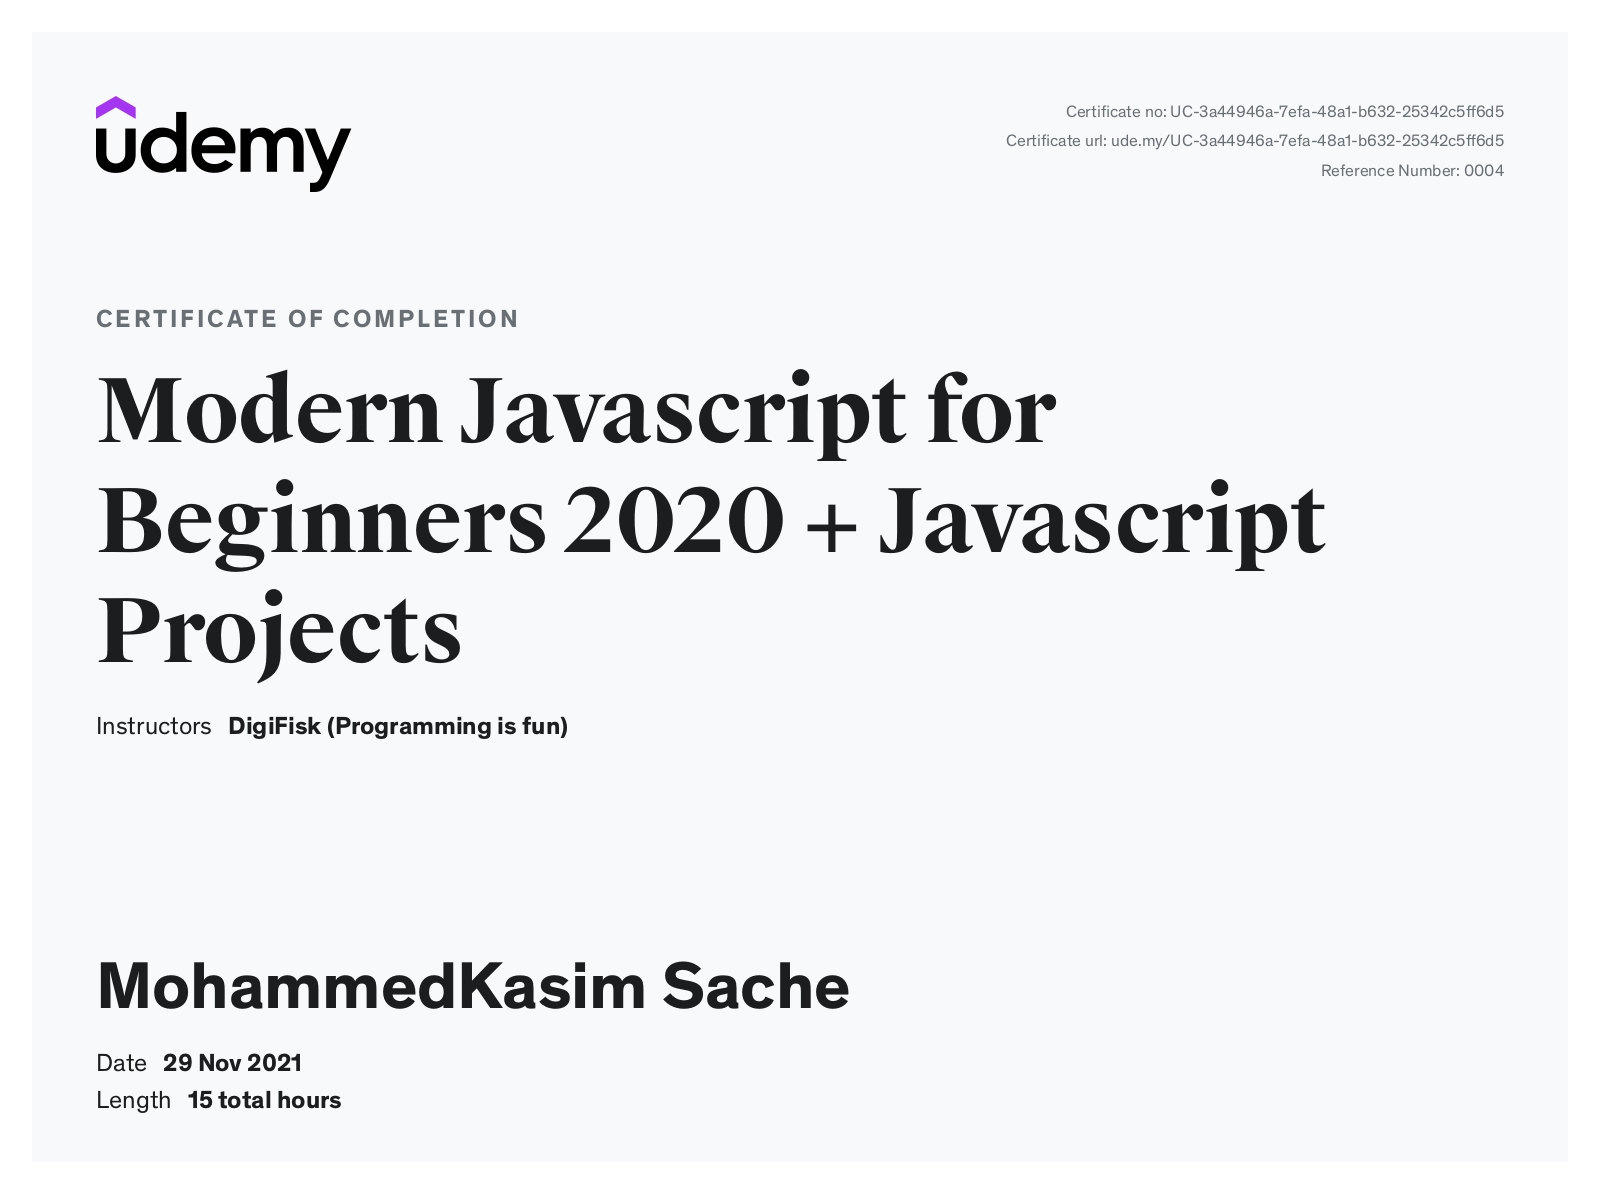 udemy
Certificate no: UC-3a44946a-7efa-48a1-b632-25342c5ff6d5
Certificate url: ude.my/UC-3a44946a-7efa-48a1-b632-25342c5ff6d5
Reference Number: 0004
CERTIFICATE OF COMPLETION
Modern Javascript for
Beginners 2020 + Javascript
Projects
Instructors DigiFisk (Programming is fun)
MohammedKasim Sache
Date 29 Nov 2021
Length 15 total hours